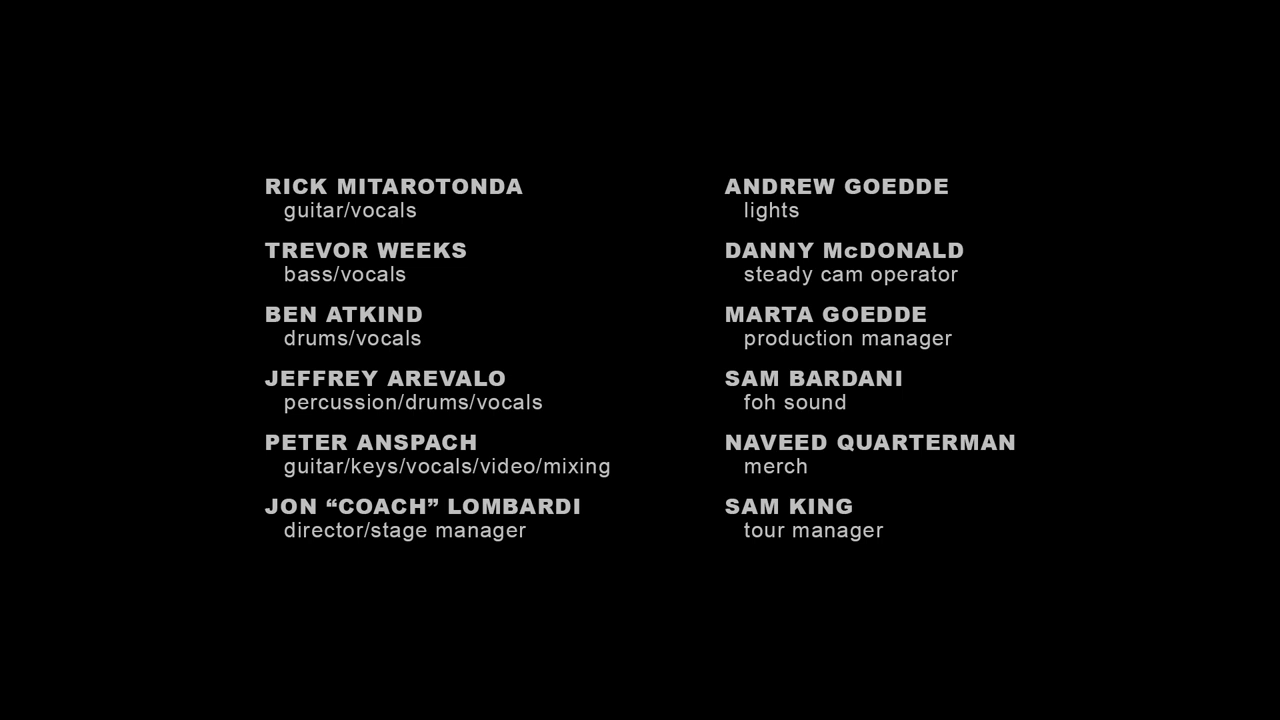 RICK MITAROTONDA
guitar/vocals
TREVOR WEEKS
bass/vocals
BEN ATKIND
drums/vocals
JEFFREY AREVALO
percussion/drums/vocals
PETER ANSPACH
guitar/keys/vocals/video/mixing
JON “COACH” LOMBARDI
director/stage manager
ANDREW GOEDDE
lights
DANNY McDONALD
steady cam operator
MARTA GOEDDE
production manager
SAM BARDANI
foh sound
NAVEED QUARTERMAN
merch
SAM KING
tour manager